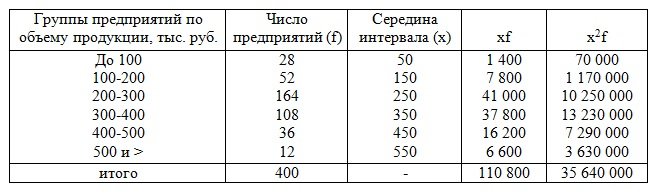 Группы предприятий по объему продукции, тыс. руб. Число предприятий (f) Середина интервала (x) xf x²f
До 100 28 50 1 400 70 000
100-200 52 150 7 800 1 170 000
200-300 164 250 41 000 10 250 000
300-400 108 350 37 800 13 230 000
400-500 36 450 16 200 7 290 000
500 и > 12 550 6 600 3 630 000
итого 400 - 110 800 35 640 000